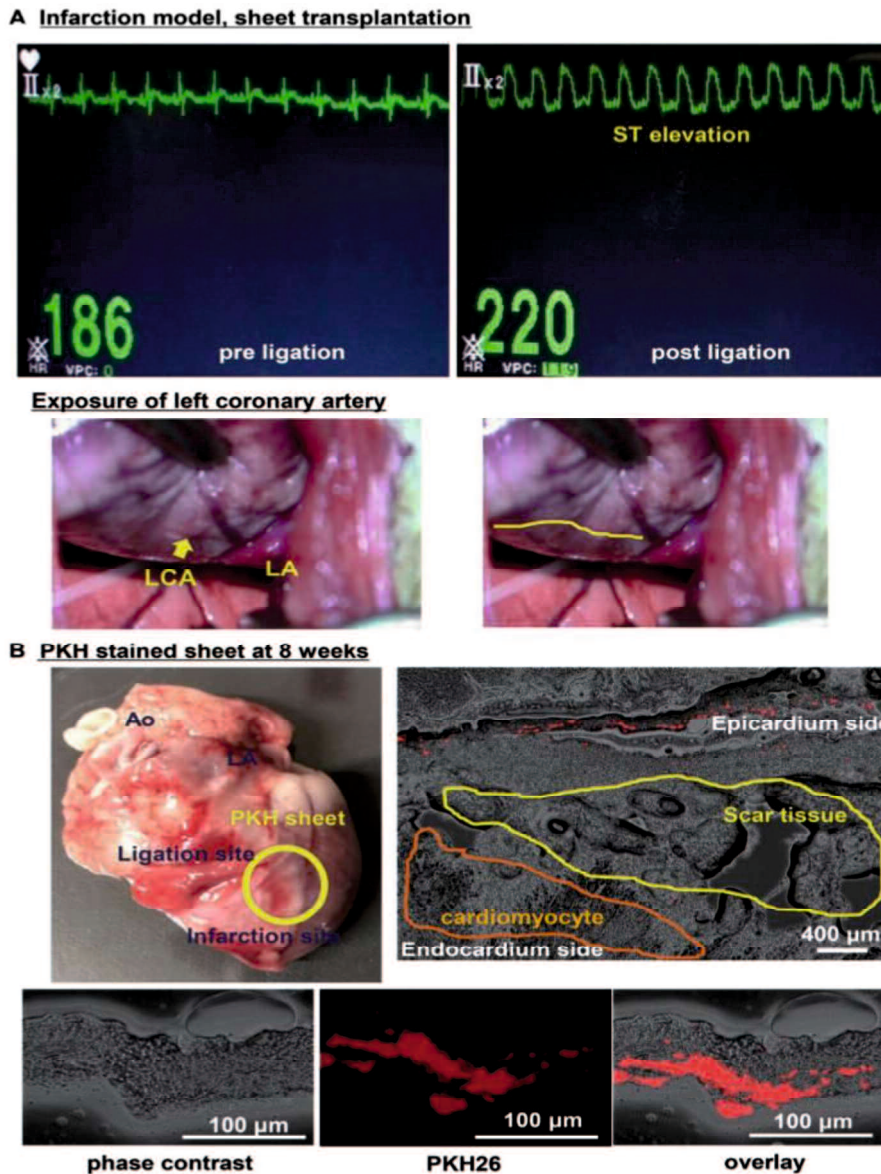 A Infarction model, sheet transplantation
II x2
II x2
ST elevation
186
220
pre ligation
post ligation
HR VPC: 0
HR VPC: 119
Exposure of left coronary artery
LCA
LA
B PKH stained sheet at 8 weeks
Ao
LA
PKH sheet
Ligation site
Infarction site
Epicardium side
Scar tissue
cardiomyocyte
Endocardium side
400 µm
100 µm
100 µm
100 µm
phase contrast
PKH26
overlay